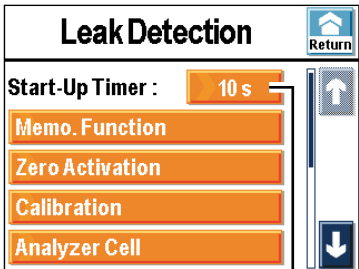 Leak Detection
Return
Start-Up Timer : 10 s
Memo. Function
Zero Activation
Calibration
Analyzer Cell